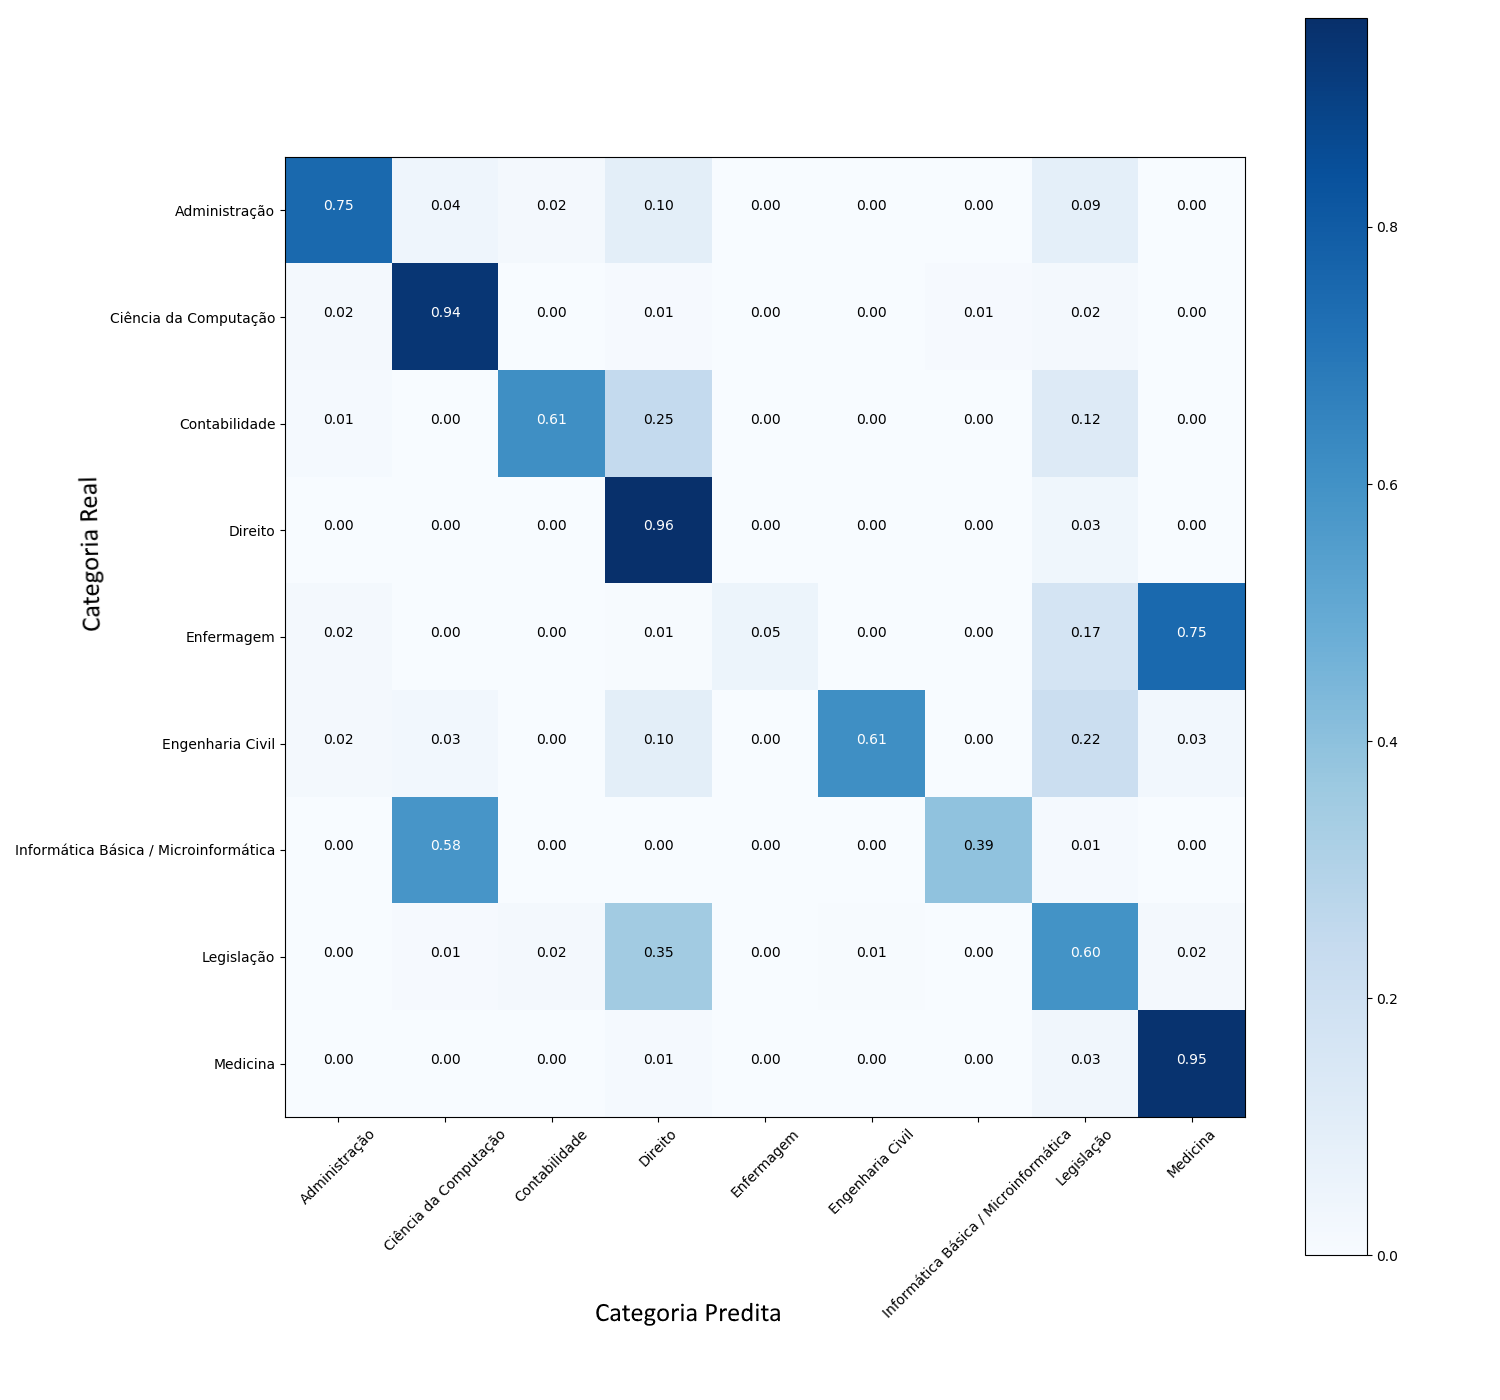 Administração 0.75 0.04 0.02 0.10 0.00 0.00 0.00 0.09 0.00
Ciência da Computação 0.02 0.94 0.00 0.01 0.00 0.00 0.01 0.02 0.00
Contabilidade 0.01 0.00 0.61 0.25 0.00 0.00 0.00 0.12 0.00
Direito 0.00 0.00 0.00 0.96 0.00 0.00 0.00 0.03 0.00
Enfermagem 0.02 0.00 0.00 0.01 0.05 0.00 0.00 0.17 0.75
Engenharia Civil 0.02 0.03 0.00 0.10 0.00 0.61 0.00 0.22 0.03
Informática Básica / Microinformática 0.00 0.58 0.00 0.00 0.00 0.00 0.39 0.01 0.00
Legislação 0.00 0.01 0.02 0.35 0.00 0.01 0.00 0.60 0.02
Medicina 0.00 0.00 0.00 0.01 0.00 0.00 0.00 0.03 0.95
Categoria Real
Administração
Ciência da Computação
Contabilidade
Direito
Enfermagem
Engenharia Civil
Informática Básica / Microinformática
Legislação
Medicina
Categoria Predita
0.8
0.6
0.4
0.2
0.0